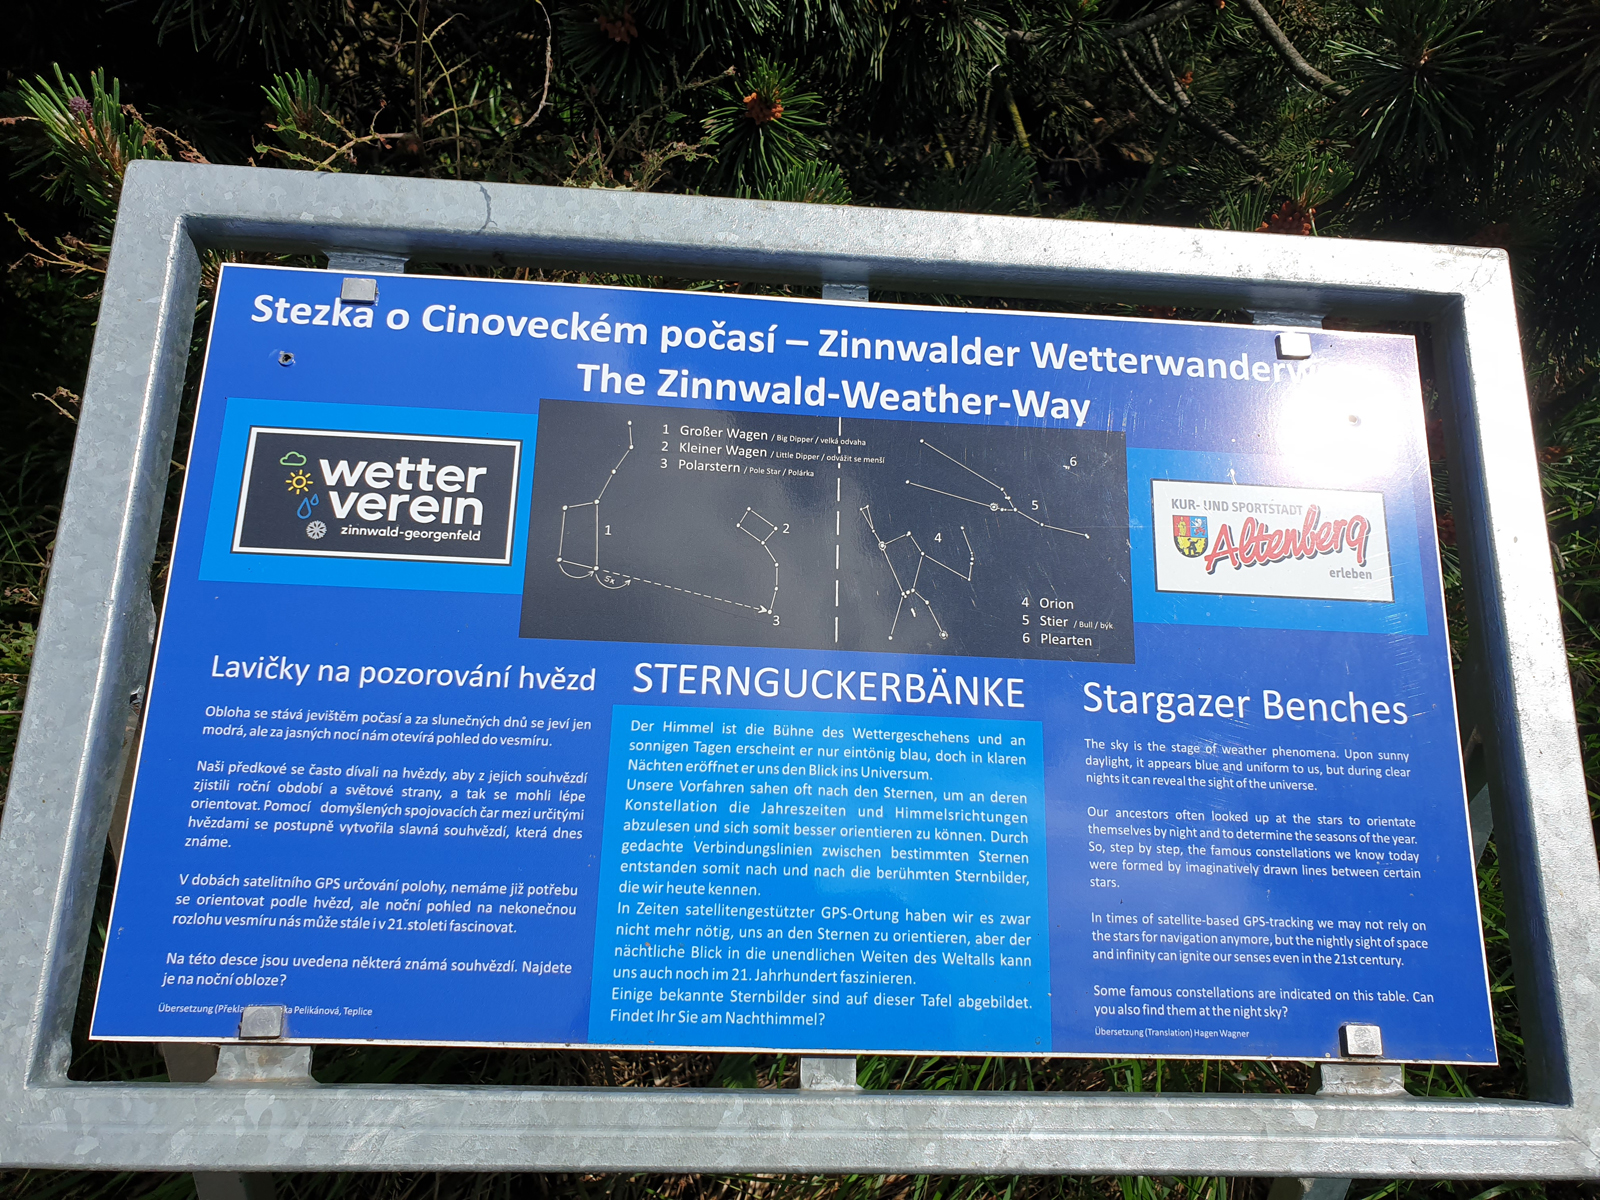 Stezka o Cinoveckém počasí – Zinnwalder
The Zinnwald-Weather-Way
wetter
verein
zinnwald-georgenfeld
1 Großer Wagen / Big Dipper / velká odvaha
2 Kleiner Wagen / Little Dipper / odvážit se menší
3 Polarstern / Pole Star / Polárka
1
5x
2
3
6
5
4
4 Orion
5 Stier / Bull / býk
6 Plearten
KUR- UND SPORTSTADT
Altenberg
erleben
Lavičky na pozorování hvězd
Obloha se stává jevištěm počasí a za slunečných dnů se jeví jen
modrá, ale za jasných nocí nám otevírá pohled do vesmíru.
Naši předkové se často dívali na hvězdy, aby z jejich souhvězdí
zjistili roční období a světové strany, a tak se mohli lépe
orientovat. Pomocí domyšlených spojovacích čar mezi určitými
hvězdami se postupně vytvořila slavná souhvězdí, která dnes
známe.
V dobách satelitního GPS určování polohy, nemáme již potřebu
se orientovat podle hvězd, ale noční pohled na nekonečnou
rozlohu vesmíru nás může stále i v 21.stoleti fascinovat.
Na této desce jsou uvedena některá známá souhvězdí. Najdete
je na noční obloze?
Übersetzung Pelikánová, Teplice
STERNGUCKERBÄNKE
Der Himmel ist die Bühne des Wettergeschehens und an
sonnigen Tagen erscheint er nur eintönig blau, doch in klaren
Nächten eröffnet er uns den Blick ins Universum.
Unsere Vorfahren sahen oft nach den Sternen, um an deren
Konstellation die Jahreszeiten und Himmelsrichtungen
abzulesen und sich somit besser orientieren zu können. Durch
gedachte Verbindungslinien zwischen bestimmten Sternen
entstanden somit nach und nach die berühmten Sternbilder,
die wir heute kennen.
In Zeiten satellitengestützter GPS-Ortung haben wir es zwar
nicht mehr nötig, uns an den Sternen zu orientieren, aber der
nächtliche Blick in die unendlichen Weiten des Weltalls kann
uns auch noch im 21. Jahrhundert faszinieren.
Einige bekannte Sternbilder sind auf dieser Tafel abgebildet.
Findet Ihr Sie am Nachthimmel?
Stargazer Benches
The sky is the stage of weather phenomena. Upon sunny
daylight, it appears blue and uniform to us, but during clear
nights it can reveal the sight of the universe.
Our ancestors often looked up at the stars to orientate
themselves by night and to determine the seasons of the year.
So, step by step, the famous constellations we know today
were formed by imaginatively drawn lines between certain
stars.
In times of satellite-based GPS-tracking we may not rely on
the stars for navigation anymore, but the nightly sight of space
and infinity can ignite our senses even in the 21st century.
Some famous constellations are indicated on this table. Can
you also find them at the night sky?
Übersetzung (Translation) Hagen Wagner